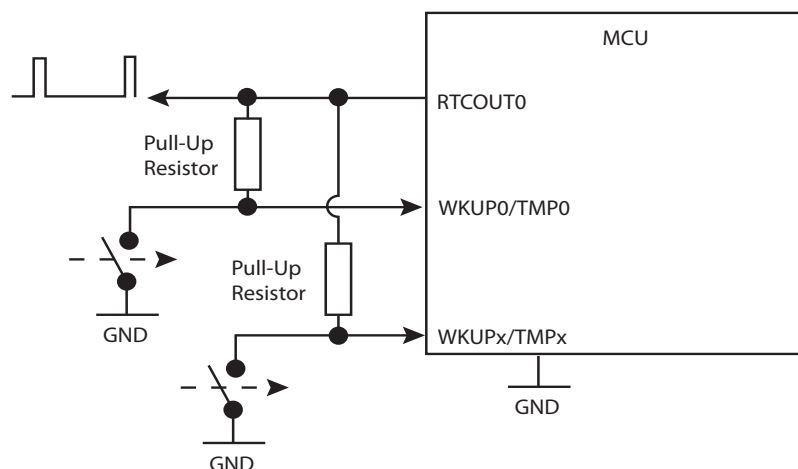 MCU
RTCOUT0
Pull-Up
Resistor
WKUP0/TMP0
Pull-Up
Resistor
GND
WKUPx/TMPx
GND
GND